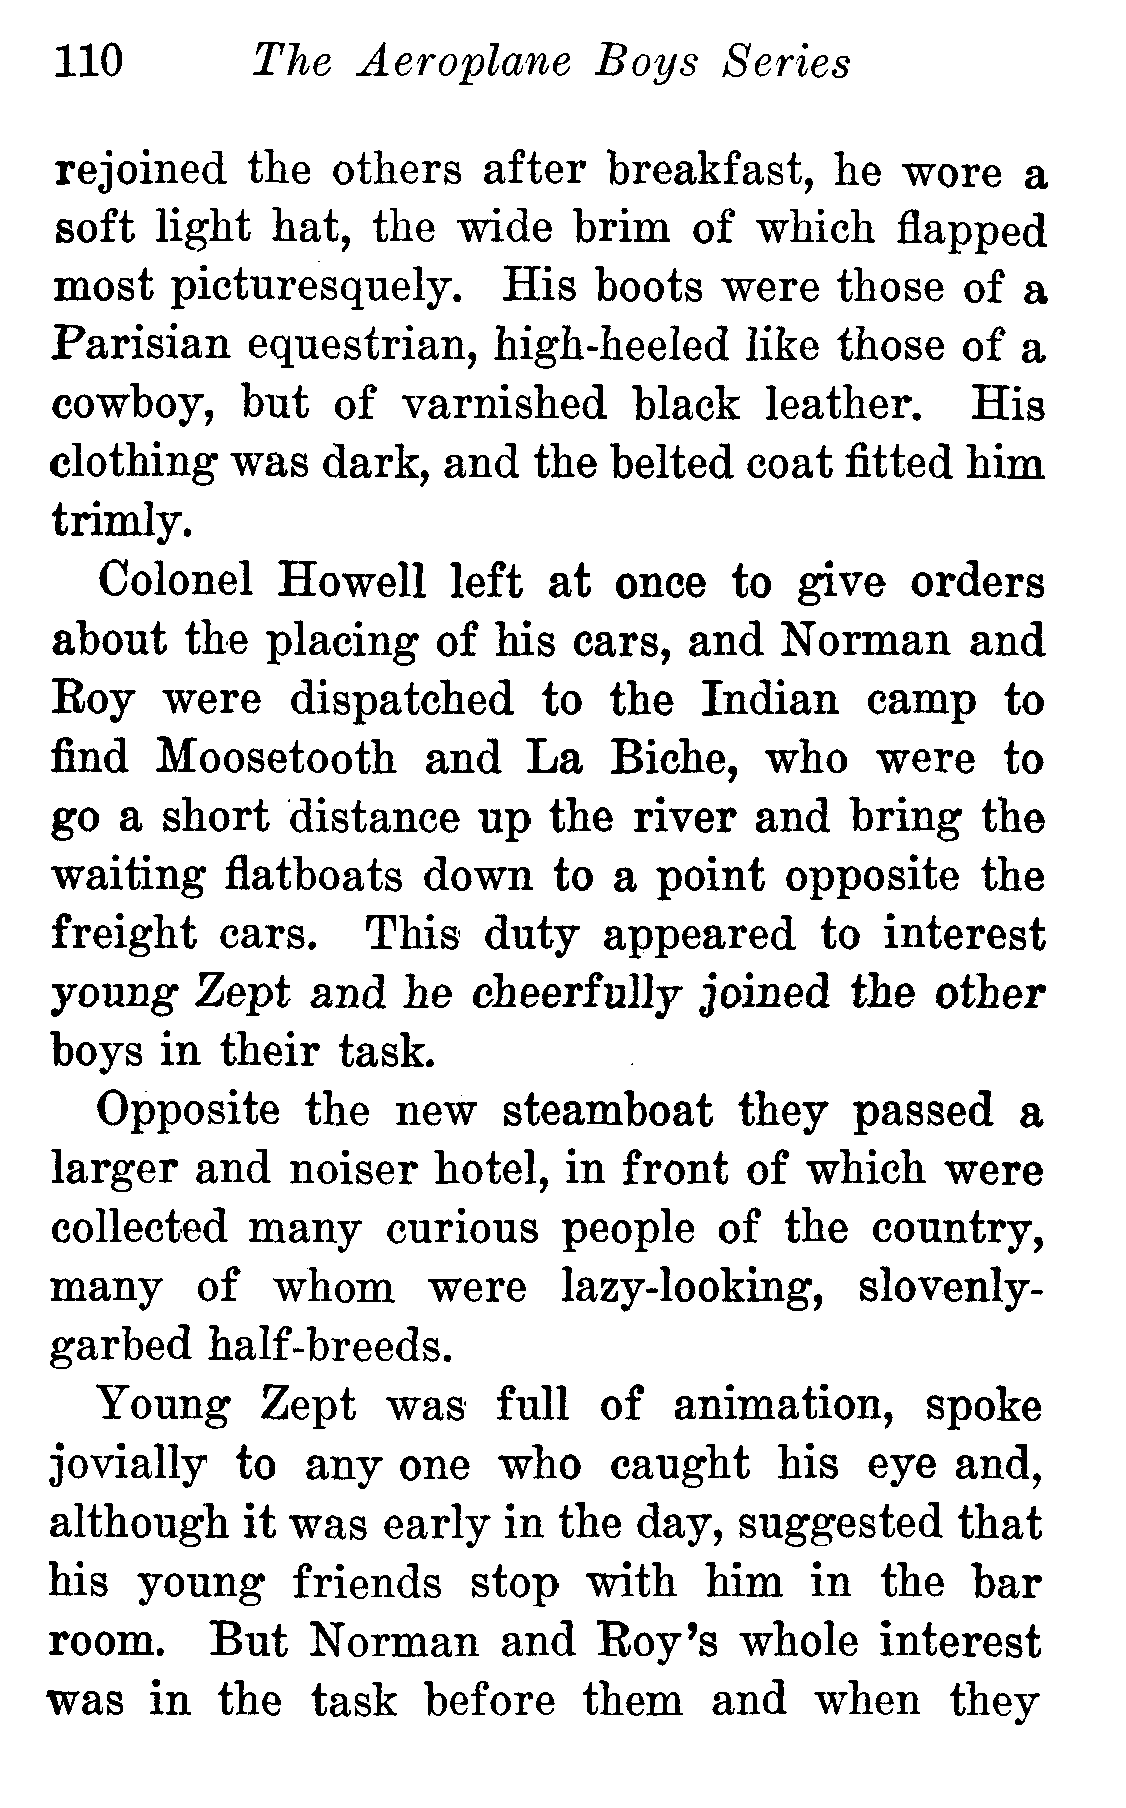 110 The Aeroplane Boys Series
rejoined the others after breakfast, he wore a
soft light hat, the wide brim of which flapped
most picturesquely. His boots were those of a
Parisian equestrian, high-heeled like those of a
cowboy, but of varnished black leather. His
clothing was dark, and the belted coat fitted him
trimly.
Colonel Howell left at once to give orders
about the placing of his cars, and Norman and
Roy were dispatched to the Indian camp to
find Moosetooth and La Biche, who were to
go a short distance up the river and bring the
waiting flatboats down to a point opposite the
freight cars. This duty appeared to interest
young Zept and he cheerfully joined the other
boys in their task.
Opposite the new steamboat they passed a
larger and noiser hotel, in front of which were
collected many curious people of the country,
many of whom were lazy-looking, slovenly-
garbed half-breeds.
Young Zept was full of animation, spoke
jovially to any one who caught his eye and,
although it was early in the day, suggested that
his young friends stop with him in the bar
room. But Norman and Roy's whole interest
was in the task before them and when they